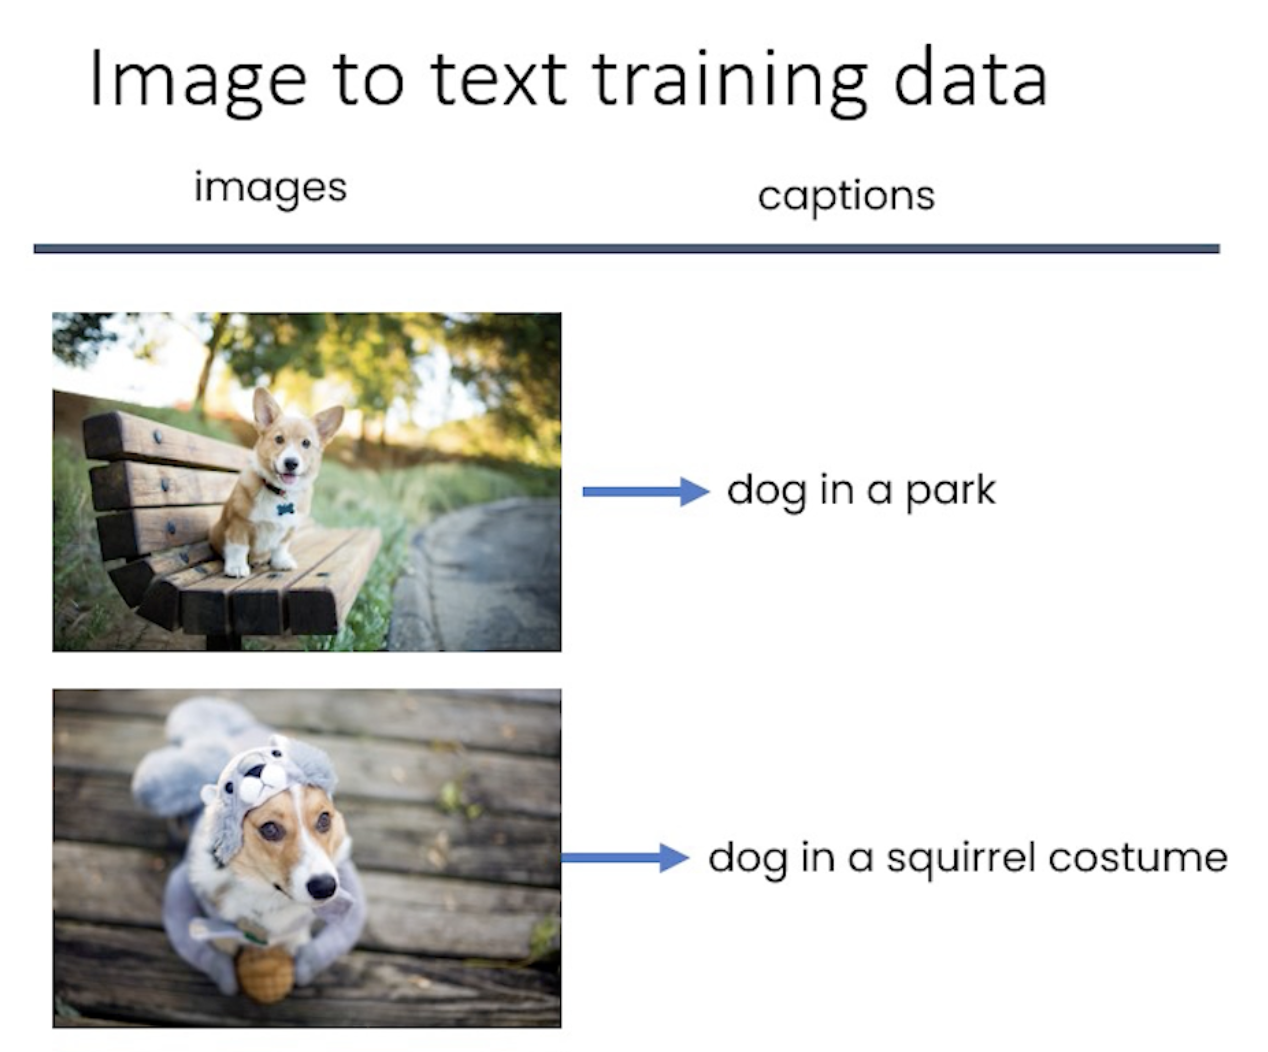 Image to text training data
images
captions
dog in a park
dog in a squirrel costume